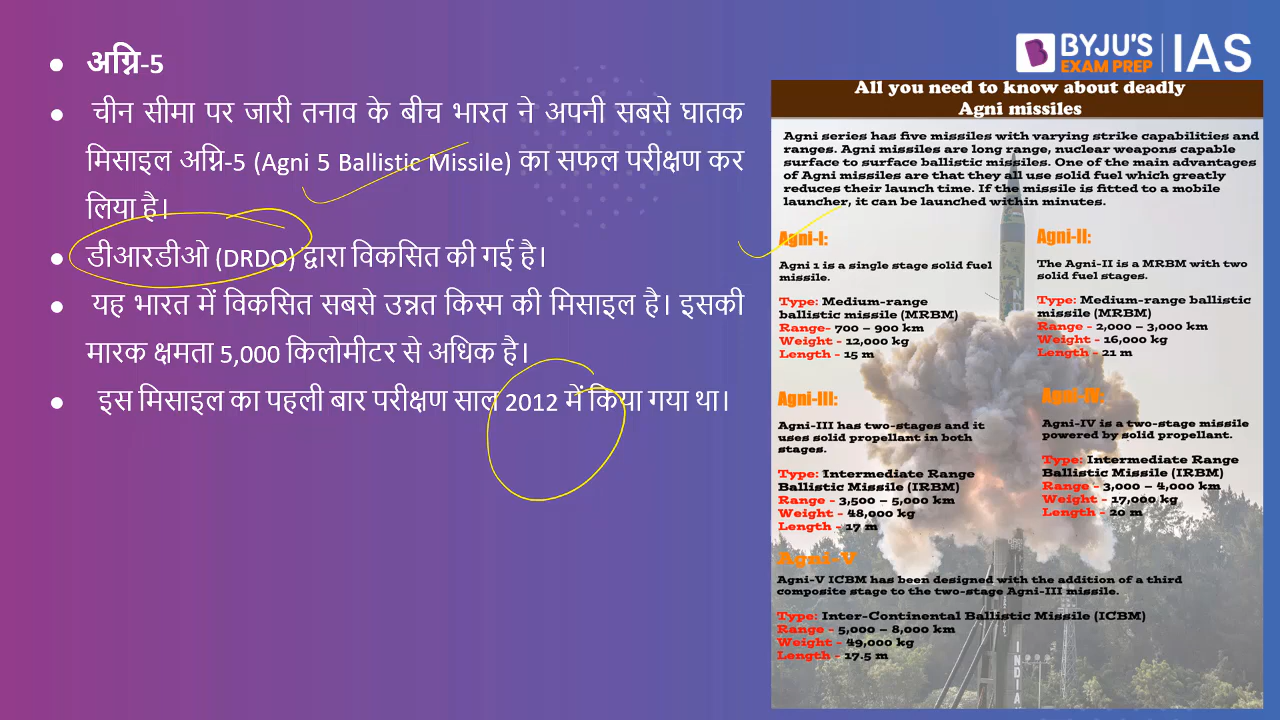 BYJU'S
EXAM PREP
IAS
• अग्नि-5
• चीन सीमा पर जारी तनाव के बीच भारत ने अपनी सबसे घातक
मिसाइल अग्नि-5 (Agni 5 Ballistic Missile) का सफल परीक्षण कर
लिया है।
• डीआरडीओ (DRDO) द्वारा विकसित की गई है।
• यह भारत में विकसित सबसे उन्नत किस्म की मिसाइल है। इसकी
मारक क्षमता 5,000 किलोमीटर से अधिक है।
• इस मिसाइल का पहली बार परीक्षण साल 2012 में किया गया था।
All you need to know about deadly
Agni missiles
Agni series has five missiles with varying strike capabilities and
ranges. Agni missiles are long range, nuclear weapons capable
surface to surface ballistic missiles. One of the main advantages
of Agni missiles are that they all use solid fuel which greatly
reduces their launch time. If the missile is fitted to a mobile
launcher, it can be launched within minutes.
Agni-I:
Agni 1 is a single stage solid fuel
missile.
Type: Medium-range
ballistic missile (MRBM)
Range- 700 – 900 km
Weight - 12,000 kg
Length - 15 m
Agni-II:
The Agni-II is a MRBM with two
solid fuel stages.
Type: Medium-range ballistic
missile (MRBM)
Range - 2,000 – 3,000 km
Weight - 16,000 kg
Length - 21 m
Agni-III:
Agni-III has two-stages and it
uses solid propellant in both
stages.
Type: Intermediate Range
Ballistic Missile (IRBM)
Range - 3,500 – 5,000 km
Weight - 48,000 kg
Length - 17 m
Agni-IV:
Agni-IV is a two-stage missile
powered by solid propellant.
Type: Intermediate Range
Ballistic Missile (IRBM)
Range - 3,000 – 4,000 km
Weight - 17,000 kg
Length - 20 m
Agni-V
Agni-V ICBM has been designed with the addition of a third
composite stage to the two-stage Agni-III missile.
Type: Inter-Continental Ballistic Missile (ICBM)
Range - 5,000 – 8,000 km
Weight - 49,000 kg
Length - 17.5 m
INDIA